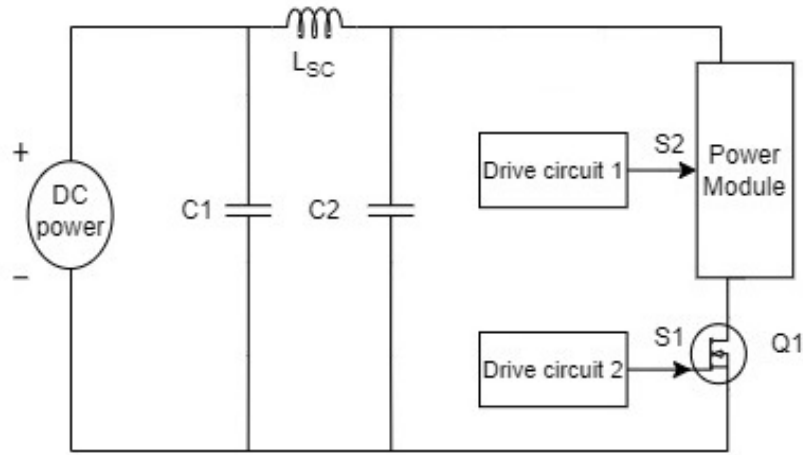 L_SC
+
DC
power
−
C1
C2
Drive circuit 1
S2
Power
Module
Drive circuit 2
S1
Q1